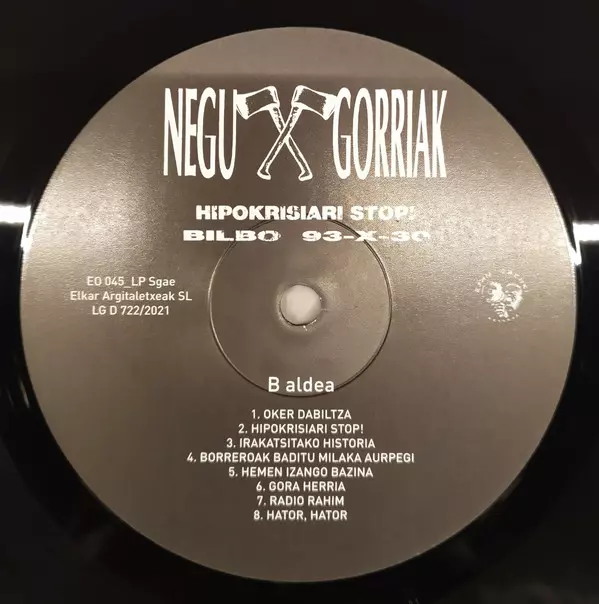 NEGU GORRIAK
HIPOKRISIARI STOP!
BILBO 93-X-30
EO 045_LP Sgae
Elkar Argitaletxeak SL
LG D 722/2021
B aldea
1. OKER DABILTZA
2. HIPOKRISIARI STOP!
3. IRAKATSITAKO HISTORIA
4. BORREROAK BADITU MILAKA AURPEGI
5. HEMEN IZANGO BAZINA
6. GORA HERRIA
7. RADIO RAHIM
8. HATOR, HATOR